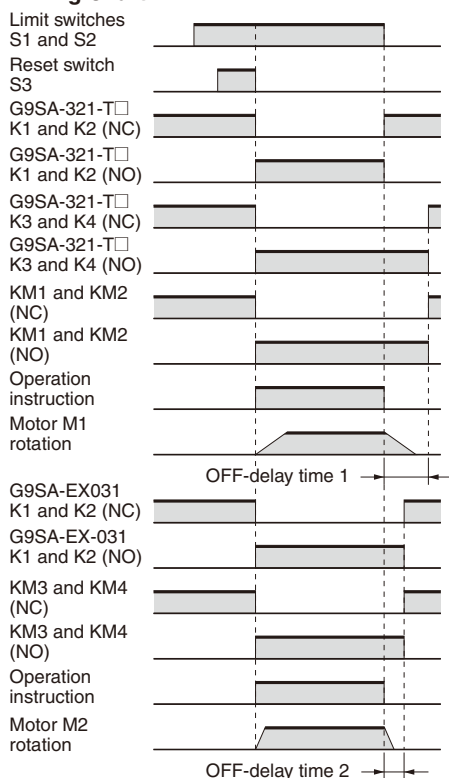 Limit switches
S1 and S2
Reset switch
S3
G9SA-321-T□
K1 and K2 (NC)
G9SA-321-T□
K1 and K2 (NO)
G9SA-321-T□
K3 and K4 (NC)
G9SA-321-T□
K3 and K4 (NO)
KM1 and KM2
(NC)
KM1 and KM2
(NO)
Operation
instruction
Motor M1
rotation
OFF-delay time 1
G9SA-EX031
K1 and K2 (NC)
G9SA-EX-031
K1 and K2 (NO)
KM3 and KM4
(NC)
KM3 and KM4
(NO)
Operation
instruction
Motor M2
rotation
OFF-delay time 2